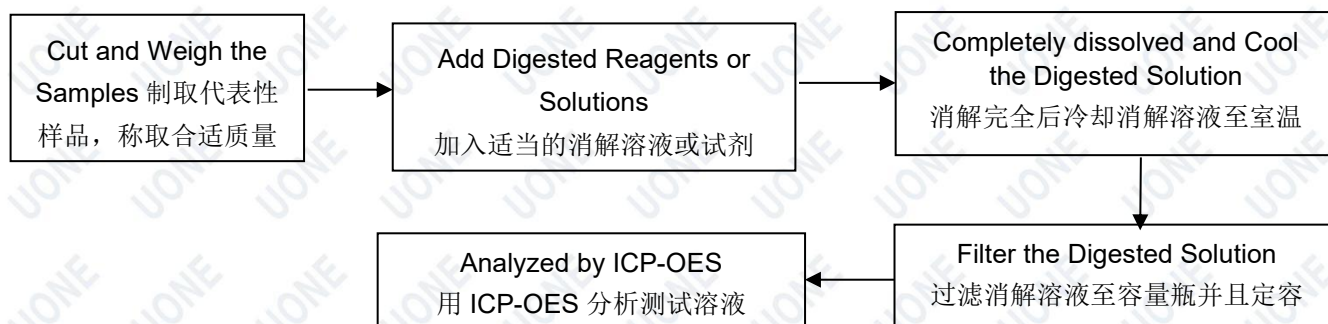 Cut and Weigh the
Samples 制取代表性
样品，称取合适质量
Add Digested Reagents or
Solutions
加入适当的消解溶液或试剂
Completely dissolved and Cool
the Digested Solution
消解完全后冷却消解溶液至室温
Filter the Digested Solution
过滤消解溶液至容量瓶并且定容
Analyzed by ICP-OES
用 ICP-OES 分析测试溶液
UONE